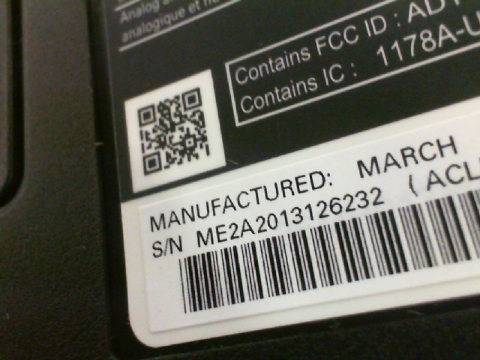 Analog a
analogique et n
Contains FCC ID : AD
Contains IC : 1178A-U
MANUFACTURED: MARCH
S/N ME2A2013126232 (ACL